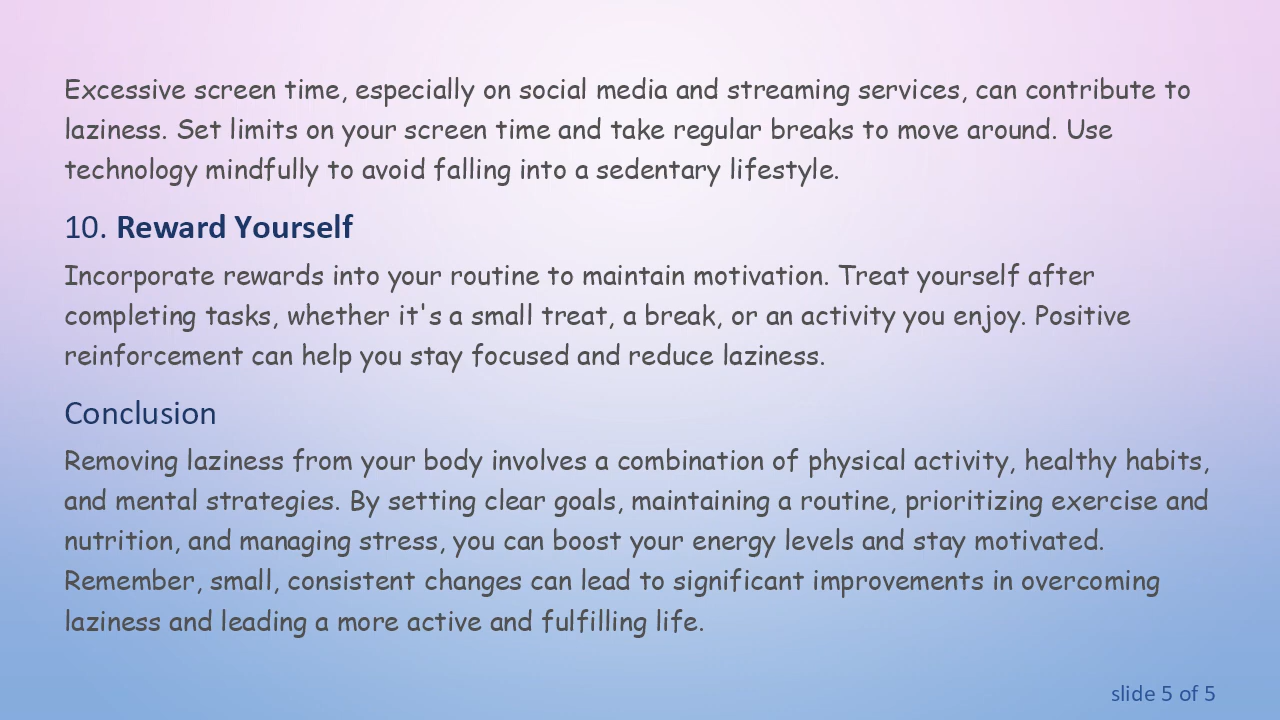 Excessive screen time, especially on social media and streaming services, can contribute to
laziness. Set limits on your screen time and take regular breaks to move around. Use
technology mindfully to avoid falling into a sedentary lifestyle.
10. Reward Yourself
Incorporate rewards into your routine to maintain motivation. Treat yourself after
completing tasks, whether it's a small treat, a break, or an activity you enjoy. Positive
reinforcement can help you stay focused and reduce laziness.
Conclusion
Removing laziness from your body involves a combination of physical activity, healthy habits,
and mental strategies. By setting clear goals, maintaining a routine, prioritizing exercise and
nutrition, and managing stress, you can boost your energy levels and stay motivated.
Remember, small, consistent changes can lead to significant improvements in overcoming
laziness and leading a more active and fulfilling life.
slide 5 of 5